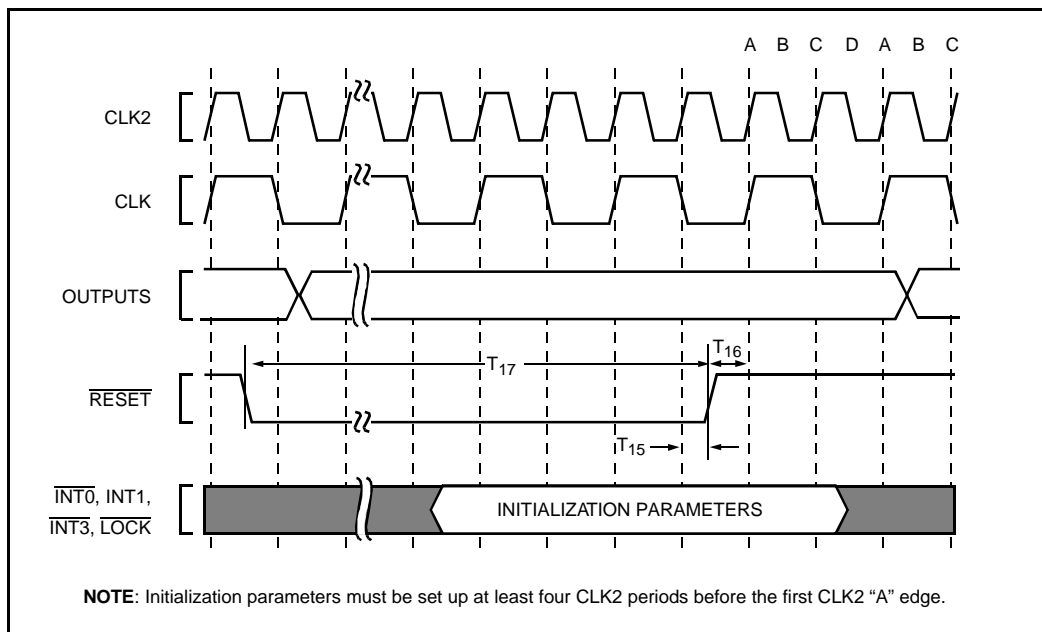 A B C D A B C
CLK2
CLK
OUTPUTS
T16
T17
RESET
T15
INT0, INT1,
INT3, LOCK
INITIALIZATION PARAMETERS
NOTE: Initialization parameters must be set up at least four CLK2 periods before the first CLK2 “A” edge.